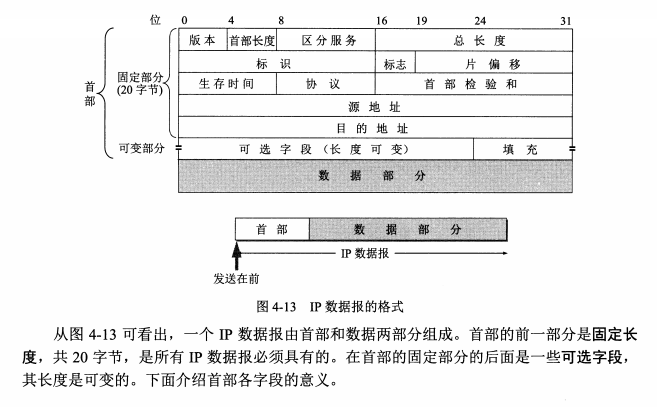 位 0 4 8 16 19 24 31
版本 首部长度 区分服务 总长度
标识 标志 片偏移
生存时间 协议 首部检验和
源地址
目的地址
可选字段（长度可变） 填充
数据部分
首部
固定部分
(20字节)
可变部分
首部 数据部分
IP 数据报
发送在前
图 4-13 IP 数据报的格式
从图 4-13 可看出，一个 IP 数据报由首部和数据两部分组成。首部的前一部分是固定长
度，共 20 字节，是所有 IP 数据报必须具有的。在首部的固定部分的后面是一些可选字段，
其长度是可变的。下面介绍首部各字段的意义。